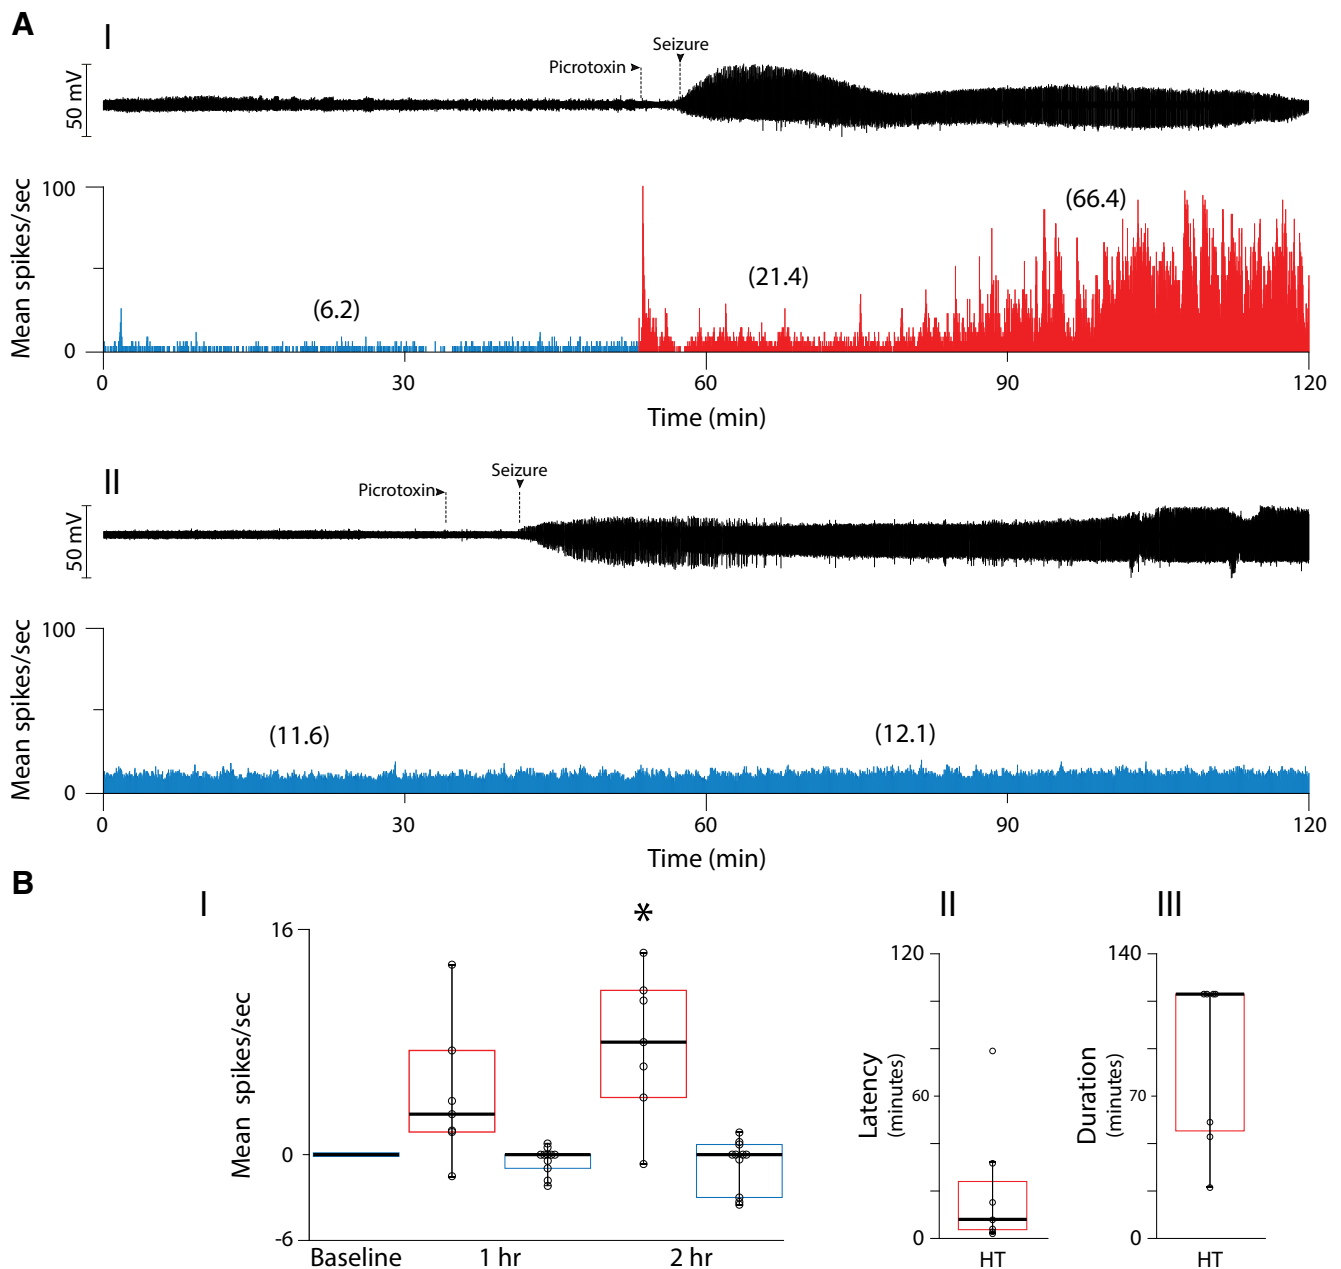 A
I
Seizure
Picrotoxin
50 mV
Mean spikes/sec
100
0
(6.2)
(21.4)
(66.4)
0 30 60 90 120
Time (min)
II
Seizure
Picrotoxin
50 mV
Mean spikes/sec
100
0
(11.6)
(12.1)
0 30 60 90 120
Time (min)
B
I
Mean spikes/sec
16
0
-6
*
Baseline 1 hr 2 hr
II
Latency
(minutes)
120
60
0
HT
III
Duration
(minutes)
140
70
0
HT